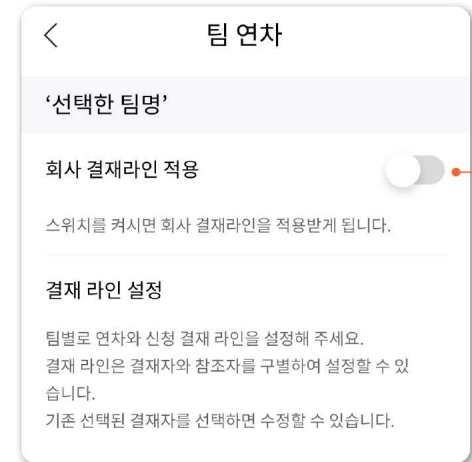 팀 연차
‘선택한 팀명’
회사 결재라인 적용
스위치를 켜시면 회사 결재라인을 적용받게 됩니다.
결재 라인 설정
팀별로 연차와 신청 결재 라인을 설정해 주세요.
결재 라인은 결재자와 참조자를 구별하여 설정할 수 있
습니다.
기존 선택된 결재자를 선택하면 수정할 수 있습니다.